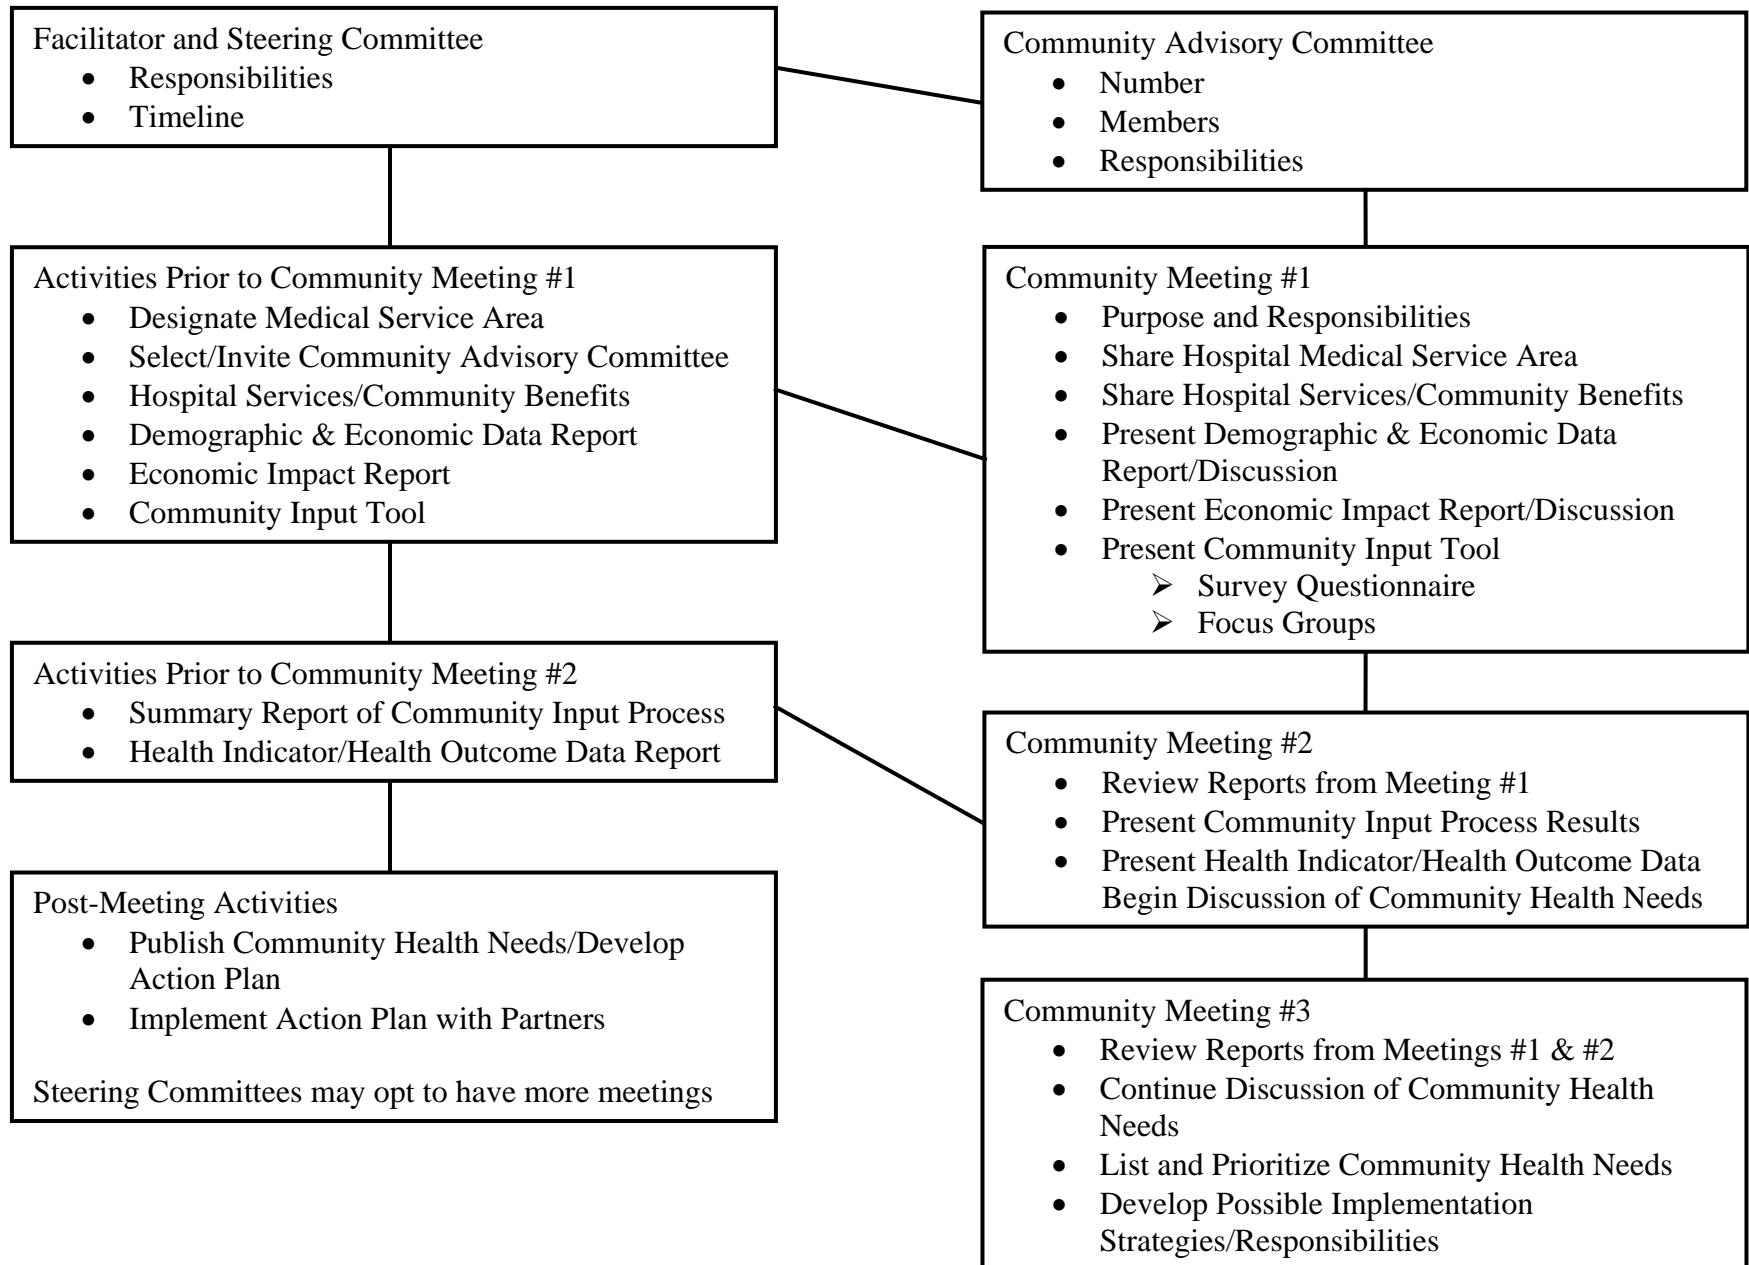 Facilitator and Steering Committee
• Responsibilities
• Timeline
Community Advisory Committee
• Number
• Members
• Responsibilities
Activities Prior to Community Meeting #1
• Designate Medical Service Area
• Select/Invite Community Advisory Committee
• Hospital Services/Community Benefits
• Demographic & Economic Data Report
• Economic Impact Report
• Community Input Tool
Community Meeting #1
• Purpose and Responsibilities
• Share Hospital Medical Service Area
• Share Hospital Services/Community Benefits
• Present Demographic & Economic Data
Report/Discussion
• Present Economic Impact Report/Discussion
• Present Community Input Tool
➢ Survey Questionnaire
➢ Focus Groups
Activities Prior to Community Meeting #2
• Summary Report of Community Input Process
• Health Indicator/Health Outcome Data Report
Community Meeting #2
• Review Reports from Meeting #1
• Present Community Input Process Results
• Present Health Indicator/Health Outcome Data
Begin Discussion of Community Health Needs
Post-Meeting Activities
• Publish Community Health Needs/Develop
Action Plan
• Implement Action Plan with Partners
Steering Committees may opt to have more meetings
Community Meeting #3
• Review Reports from Meetings #1 & #2
• Continue Discussion of Community Health
Needs
• List and Prioritize Community Health Needs
• Develop Possible Implementation
Strategies/Responsibilities